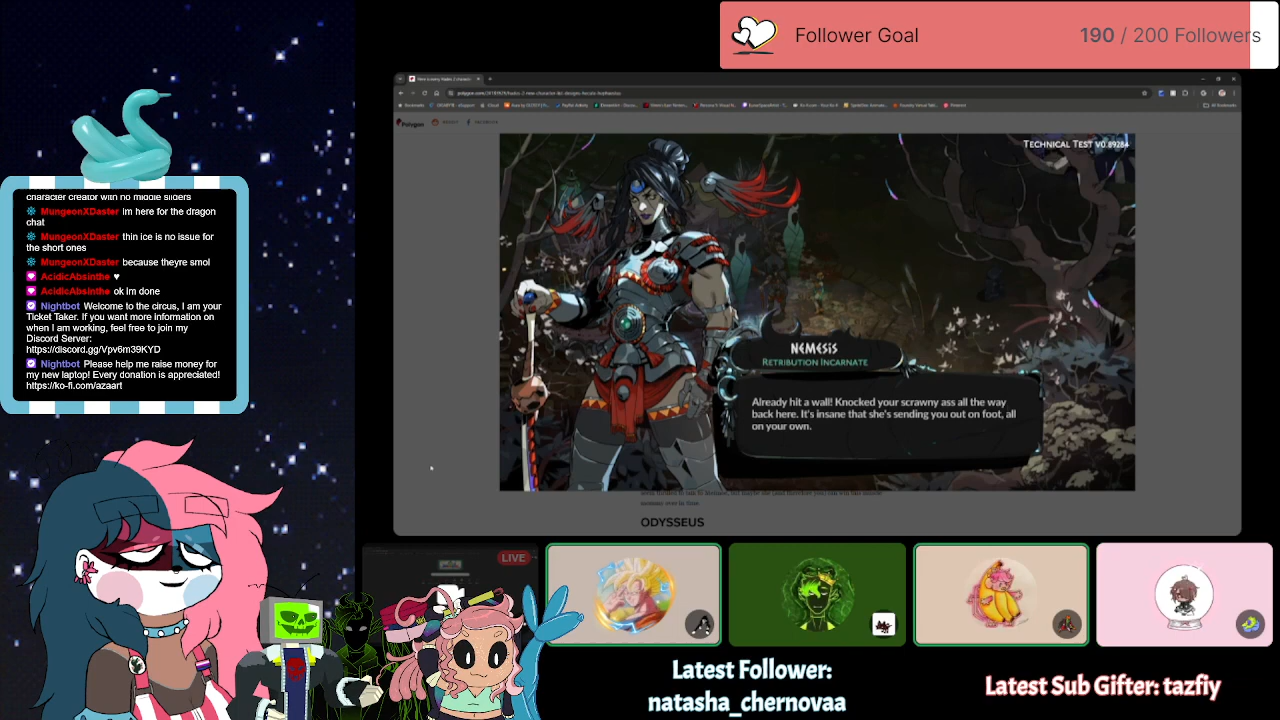 Follower Goal
190 / 200 Followers
Polygon
TECHNICAL TEST V0.89284
NEMESIS
RETRIBUTION INCARNATE
Already hit a wall! Knocked your scrawny ass all the way
back here. It's insane that she's sending you out on foot, all
on your own.
ODYSSEUS
character creator with no middle sliders
MungeonXDaster Im here for the dragon
chat
MungeonXDaster thin ice is no issue for
the short ones
MungeonXDaster because theyre smol
AcidicAbsinthe ♥
AcidicAbsinthe ok im done
Nightbot Welcome to the circus, I am your
Ticket Taker. If you want more information on
when I am working, feel free to join my
Discord Server:
https://discord.gg/Vpv6m39KYD
Nightbot Please help me raise money for
my new laptop! Every donation is appreciated!
https://ko-fi.com/azaart
LIVE
Latest Follower:
natasha_chernovaa
Latest Sub Gifter: tazfiy